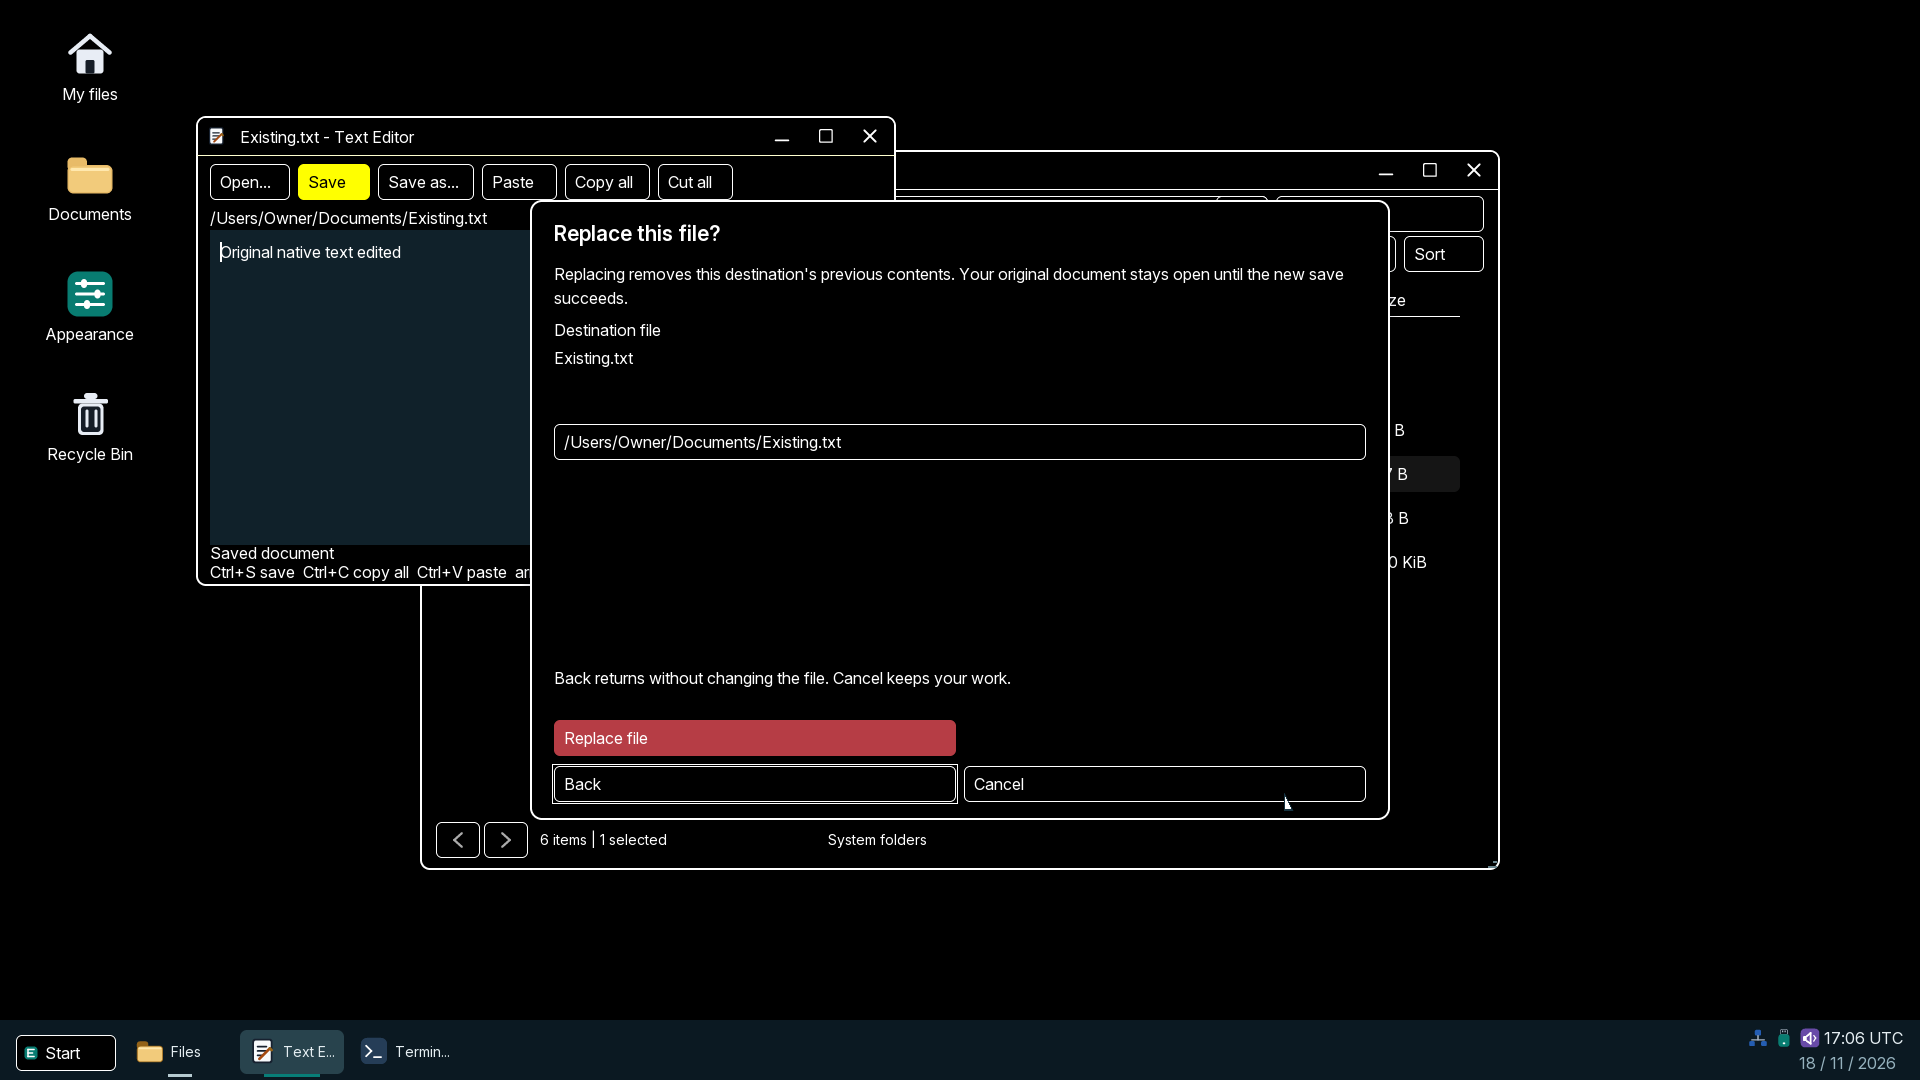 My files
Documents
Appearance
Recycle Bin
Existing.txt - Text Editor
Open...
Save
Save as...
Paste
Copy all
Cut all
/Users/Owner/Documents/Existing.txt
Original native text edited
Saved document
Ctrl+S save Ctrl+C copy all Ctrl+V paste
Sort
B
B
B
KiB
Replace this file?
Replacing removes this destination's previous contents. Your original document stays open until the new save
succeeds.
Destination file
Existing.txt
/Users/Owner/Documents/Existing.txt
Back returns without changing the file. Cancel keeps your work.
Replace file
Back
Cancel
6 items | 1 selected
System folders
Start
Files
Text E...
Termin...
17:06 UTC
18 / 11 / 2026